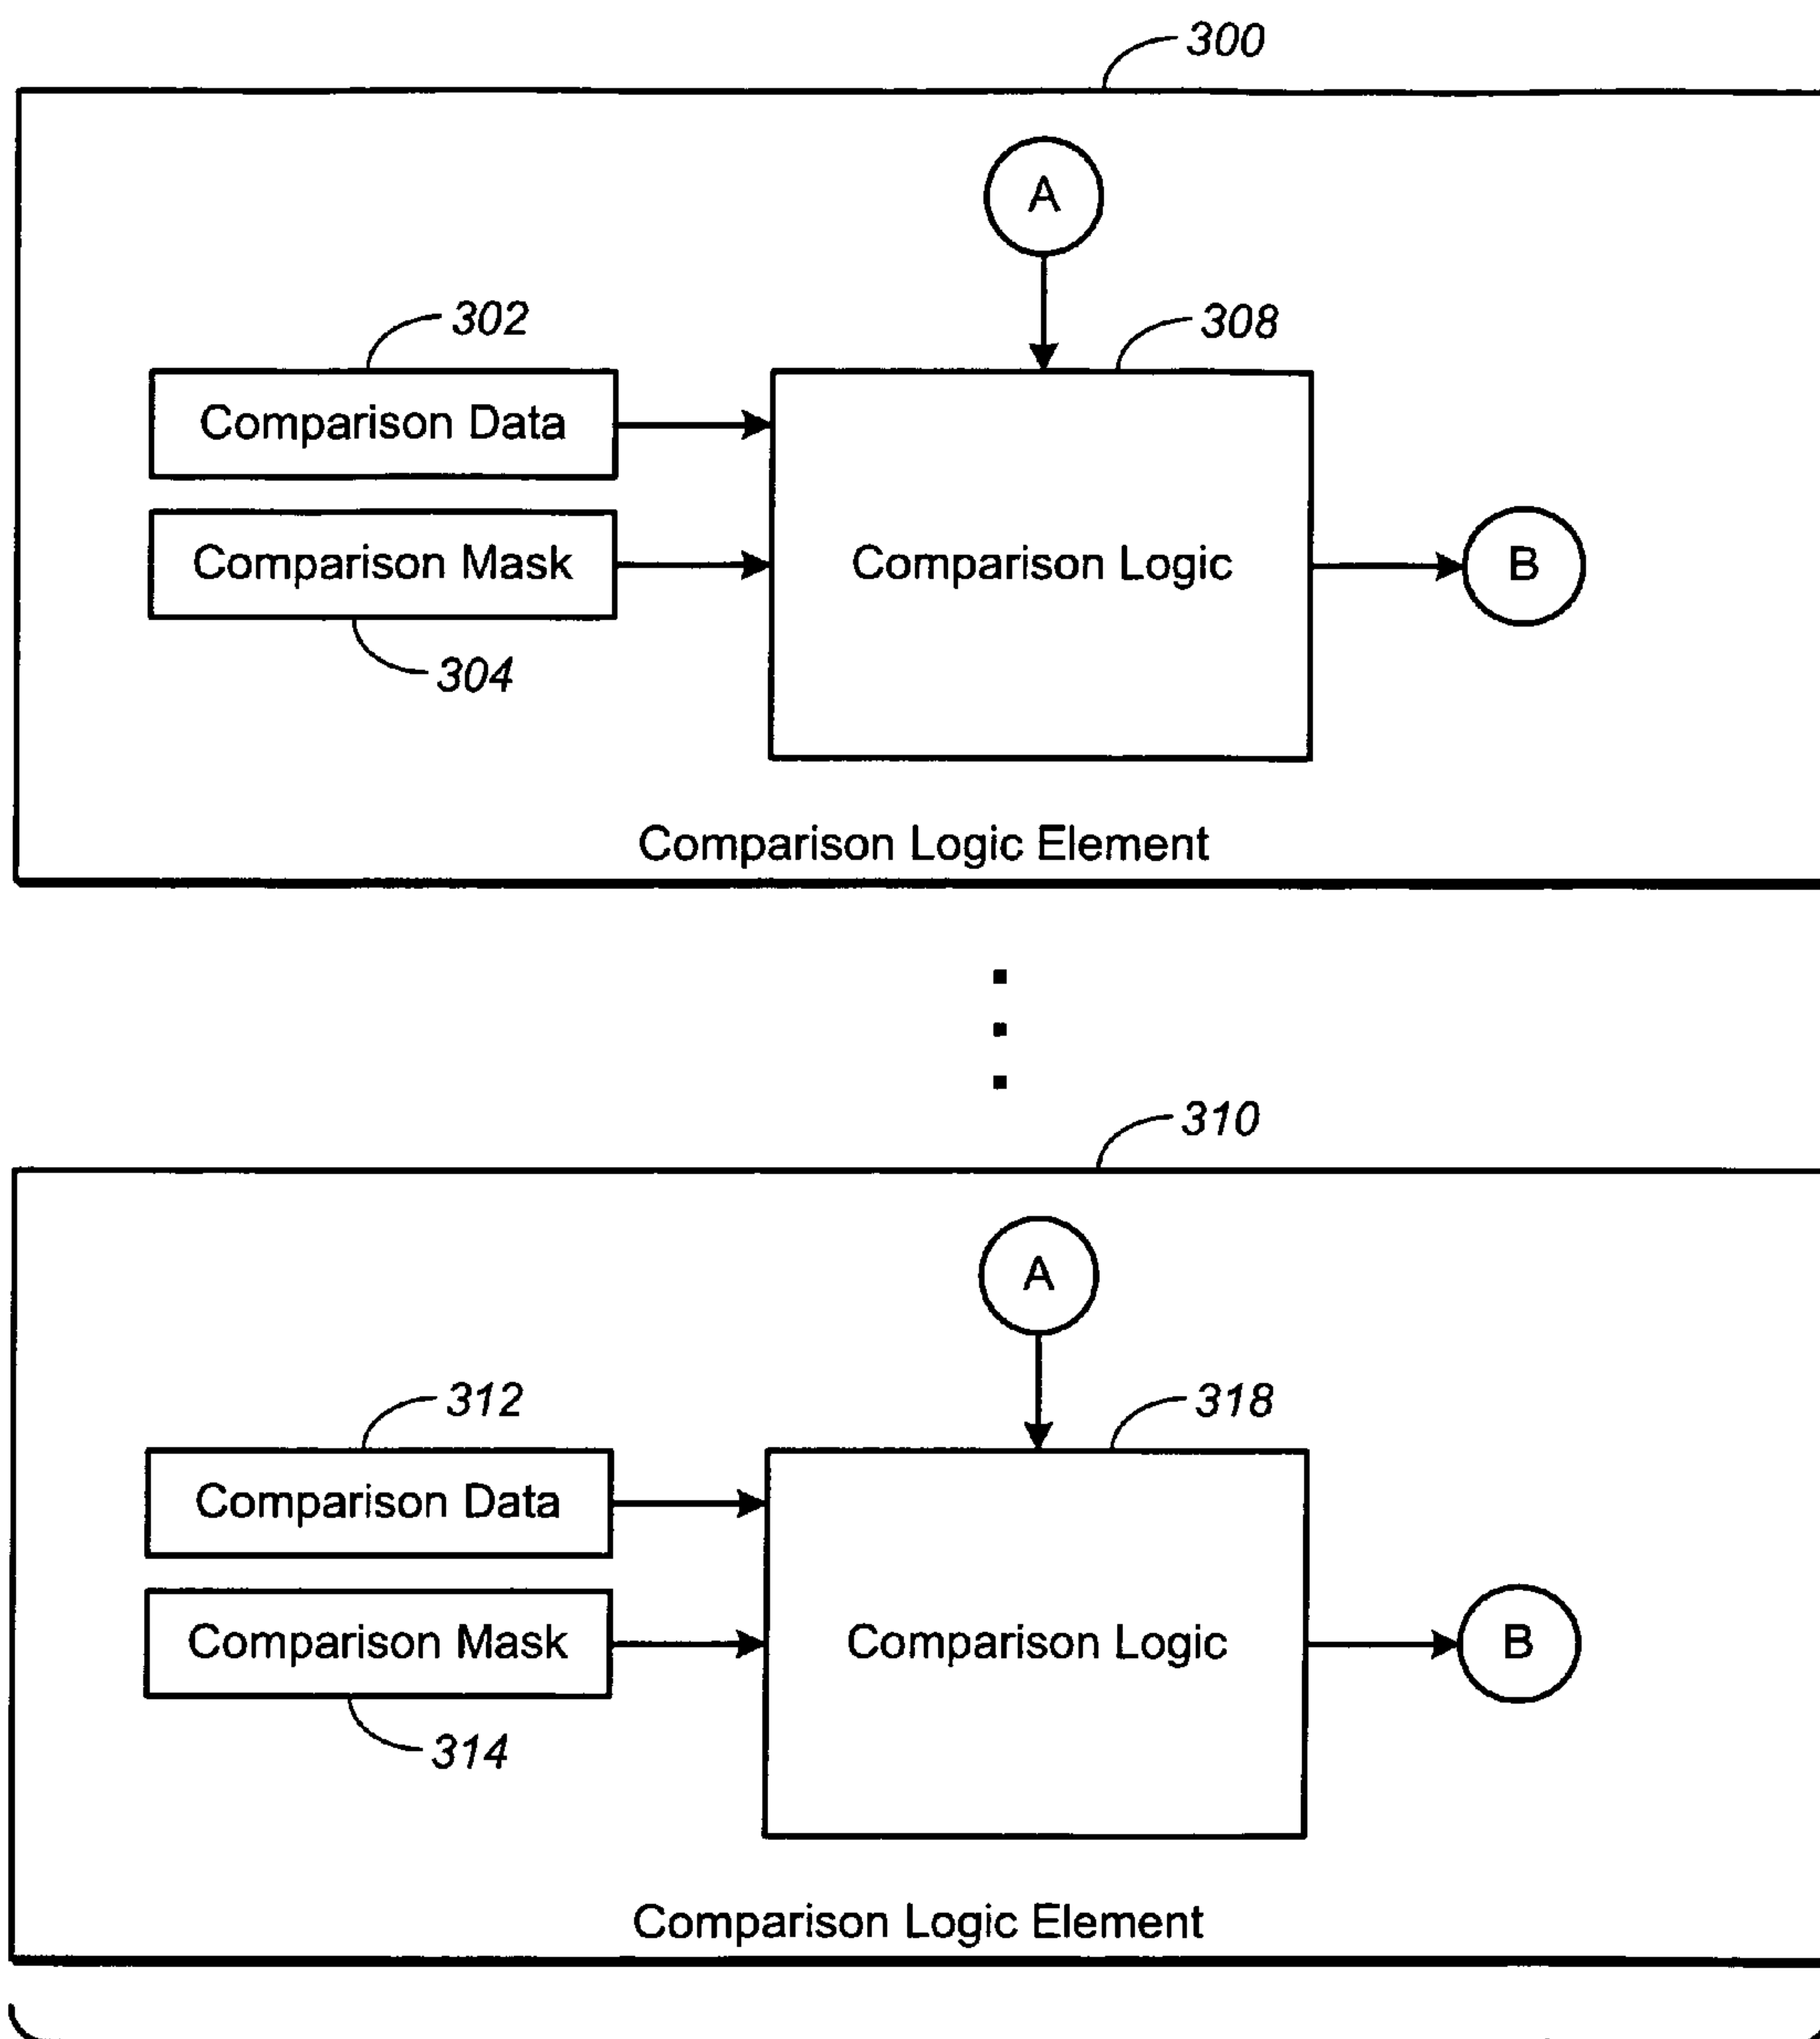 300
A
302
308
Comparison Data
Comparison Mask
Comparison Logic
B
304
Comparison Logic Element
310
A
312
318
Comparison Data
Comparison Mask
Comparison Logic
B
314
Comparison Logic Element